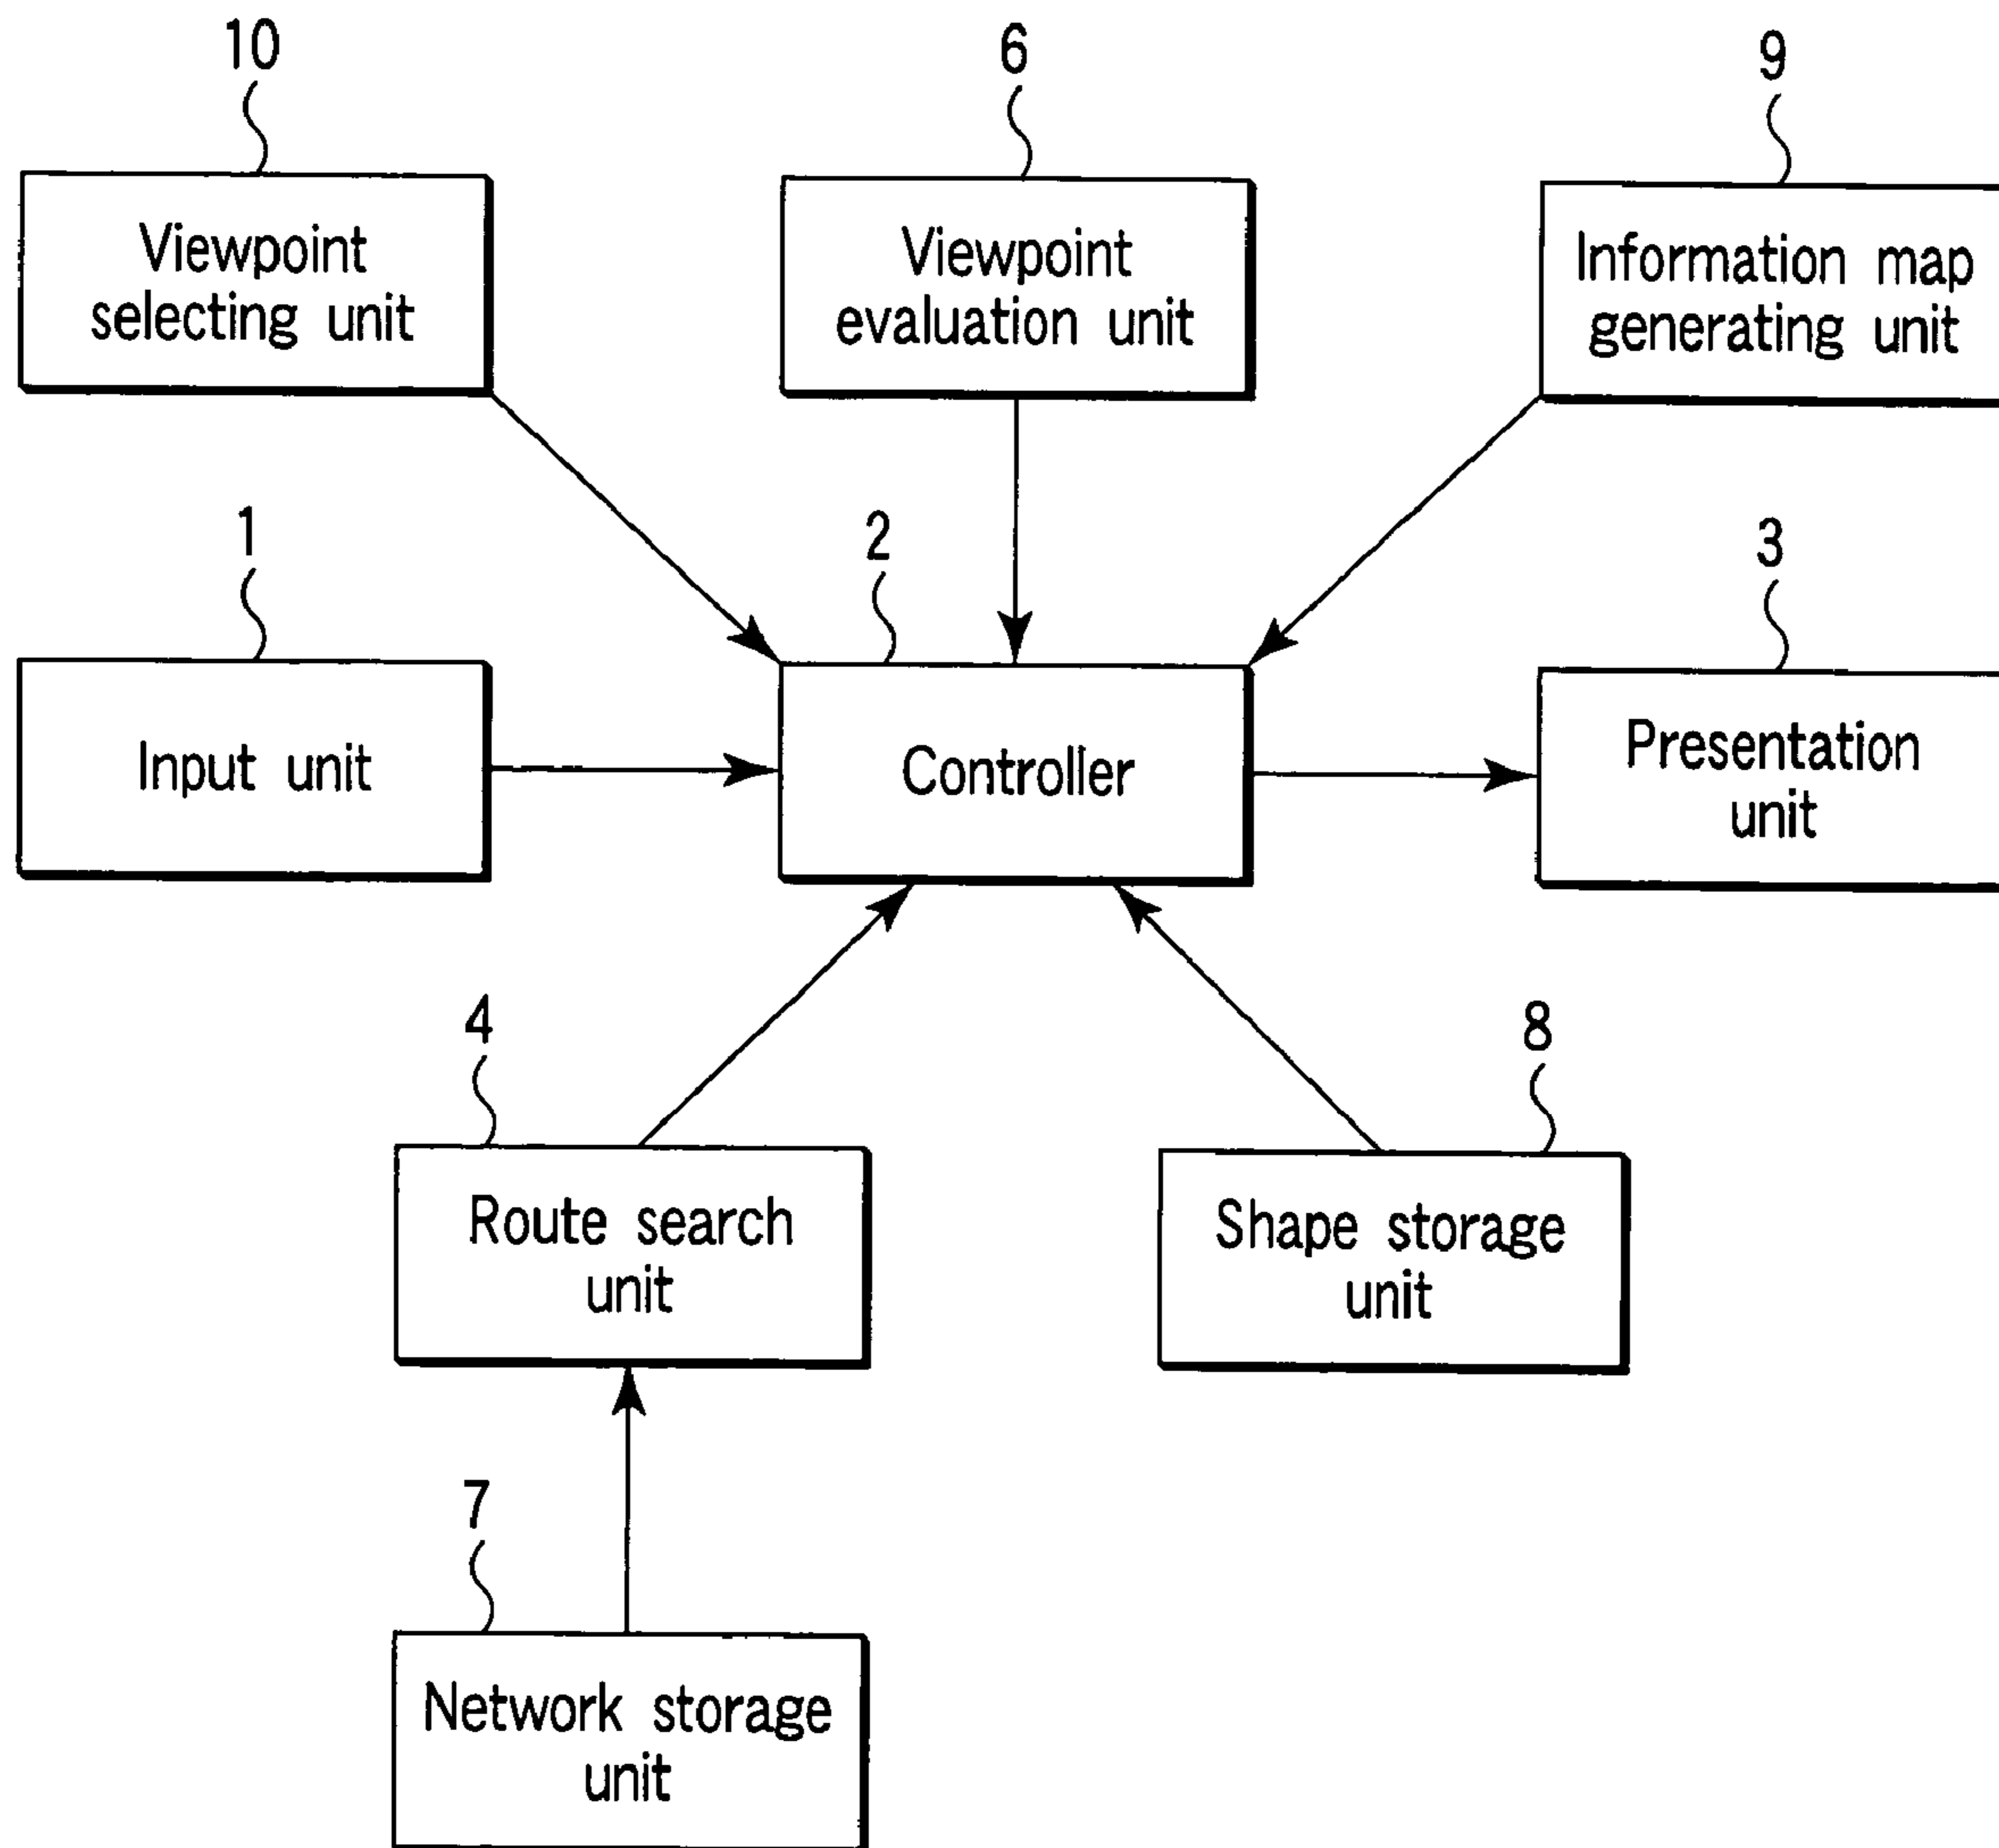 10
6
9
Viewpoint
selecting unit
Viewpoint
evaluation unit
Information map
generating unit
1
2
3
Input unit
Controller
Presentation
unit
4
8
Route search
unit
Shape storage
unit
7
Network storage
unit